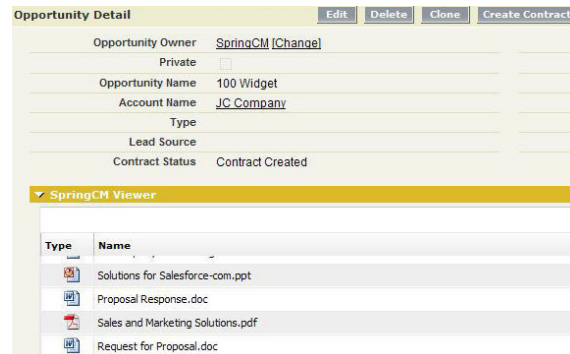 Opportunity Detail Edit Delete Clone Create Contract
Opportunity Owner SpringCM [Change]
Private
Opportunity Name 100 Widget
Account Name JC Company
Type
Lead Source
Contract Status Contract Created
SpringCM Viewer
Type Name
Solutions for Salesforce-com.ppt
Proposal Response.doc
Sales and Marketing Solutions.pdf
Request for Proposal.doc